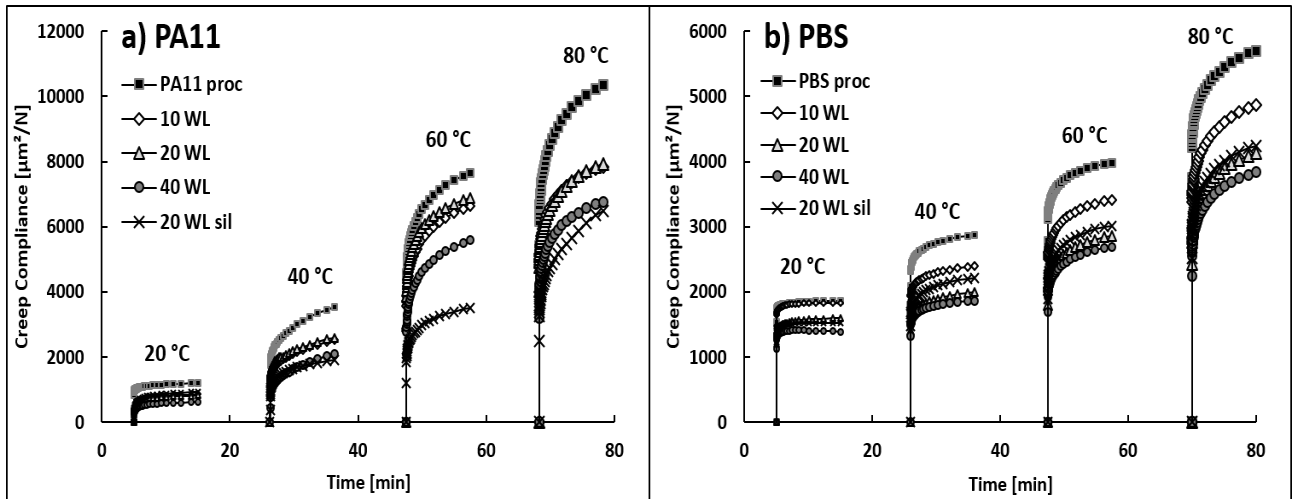 a) PA11
Creep Compliance [µm²/N]
12000
10000
8000
6000
4000
2000
0
PA11 proc
10 WL
20 WL
40 WL
20 WL sil
20 °C
40 °C
60 °C
80 °C
0
20
40
60
80
Time [min]
b) PBS
Creep Compliance [µm²/N]
6000
5000
4000
3000
2000
1000
0
PBS proc
10 WL
20 WL
40 WL
20 WL sil
20 °C
40 °C
60 °C
80 °C
0
20
40
60
80
Time [min]